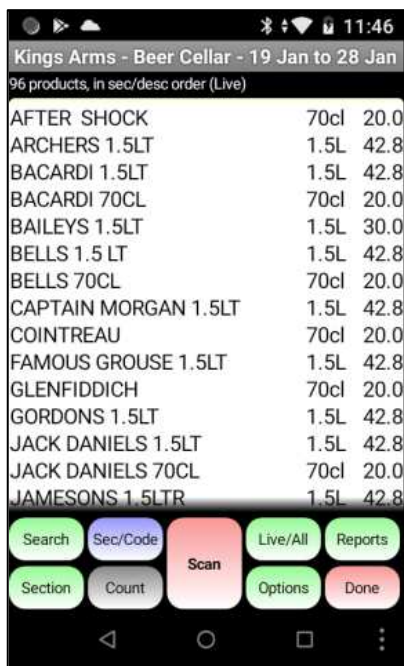 11:46
Kings Arms - Beer Cellar - 19 Jan to 28 Jan
96 products, in sec/desc order (Live)
AFTER SHOCK 70cl 20.0
ARCHERS 1.5LT 1.5L 42.8
BACARDI 1.5LT 1.5L 42.8
BACARDI 70CL 70cl 20.0
BAILEYS 1.5LT 1.5L 30.0
BELLS 1.5 LT 1.5L 42.8
BELLS 70CL 70cl 20.0
CAPTAIN MORGAN 1.5LT 1.5L 42.8
COINTREAU 70cl 20.0
FAMOUS GROUSE 1.5LT 1.5L 42.8
GLENFIDDICH 70cl 20.0
GORDONS 1.5LT 1.5L 42.8
JACK DANIELS 1.5LT 1.5L 42.8
JACK DANIELS 70CL 70cl 20.0
JAMESONS 1.5LTR 1.5L 42.8
Search Sec/Code Scan Live/All Reports
Section Count Options Done